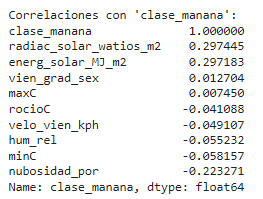 Correlaciones con 'clase_manana':
clase_manana 1.000000
radiac_solar_watios_m2 0.297445
energ_solar_MJ_m2 0.297183
vien_grad_sex 0.012704
maxC 0.007450
rocioC -0.041088
velo_vien_kph -0.049107
hum_rel -0.055232
minC -0.058157
nubosidad_por -0.223271
Name: clase_manana, dtype: float64